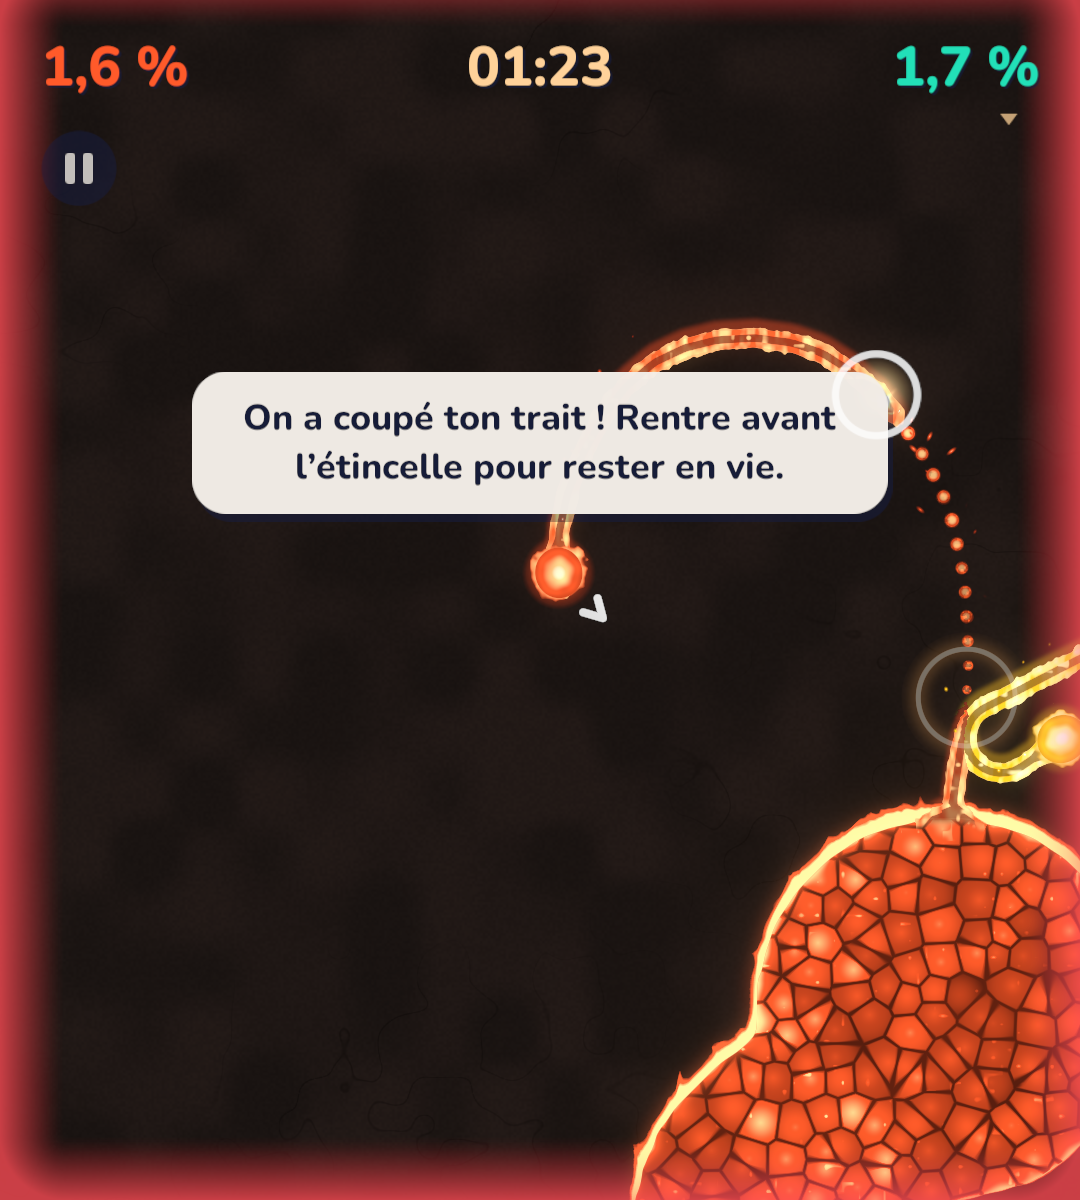 1,6 %
01:23
1,7 %
On a coupé ton trait ! Rentre avant
l’étincelle pour rester en vie.